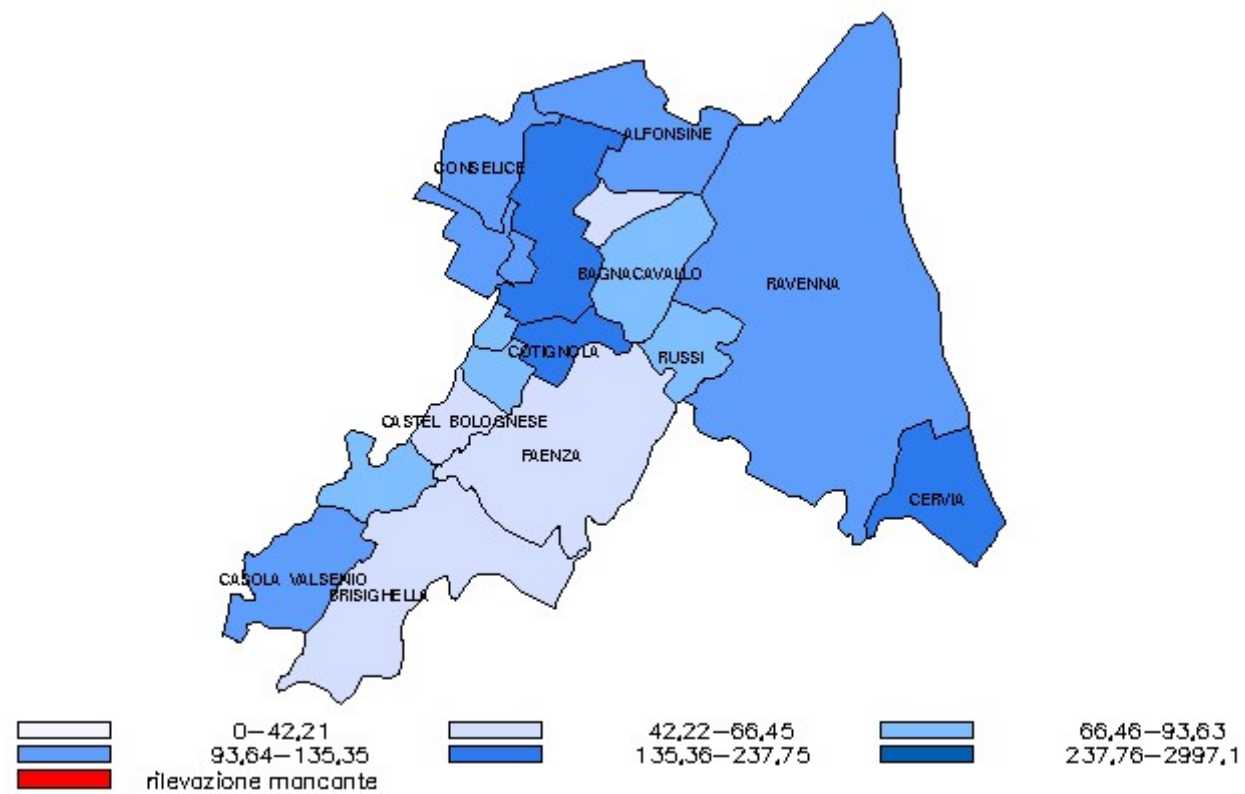 ALFONSINE
CONSELICE
BAGNACAVALLO
RAVENNA
COTIGNOLA
RUSSI
CASTEL BOLOGNESE
FAENZA
CERVIA
CASOLA VALSENIO
BRISIGHELLA
0-42,21 42,22-66,45 66,46-93,63
93,64-135,35 135,36-237,75 237,76-2997,1
rilevazione mancante